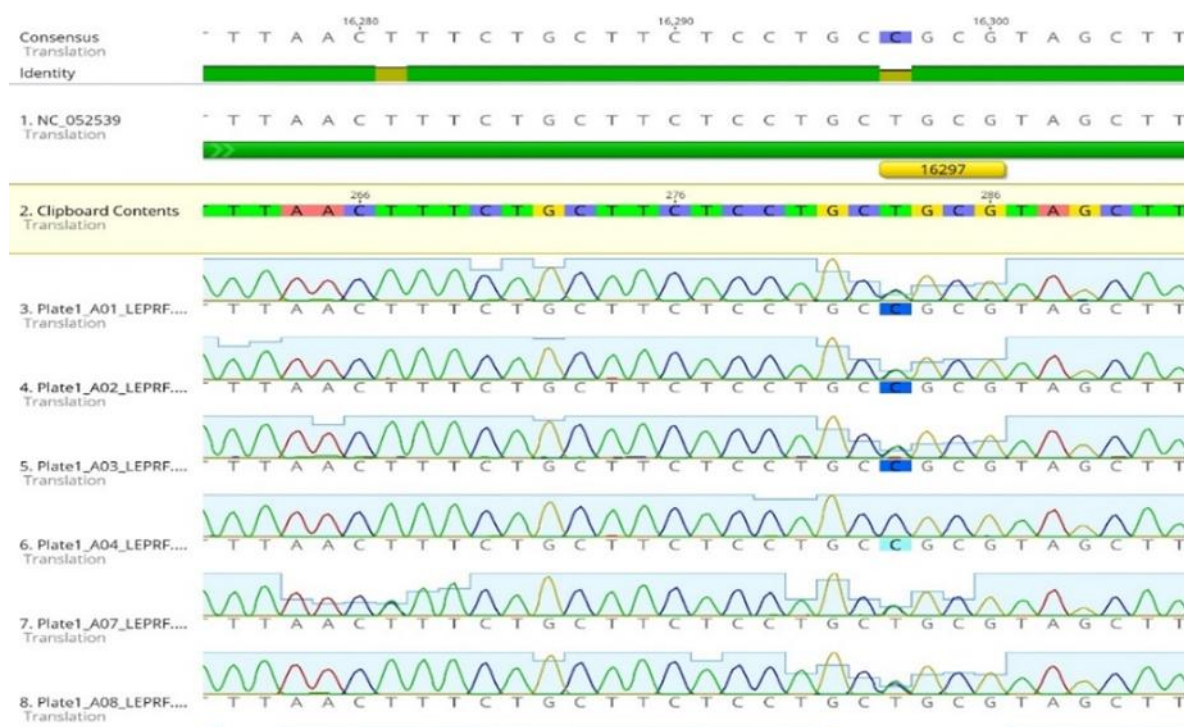 16,280 16,290 16,300
Consensus T T A A C T T T C T G C T T C T C C T G C C G C G T A G C T T
Translation
Identity
1. NC_052539 T T A A C T T T C T G C T T C T C C T G C T G C G T A G C T T
Translation
16297
266 276 286
2. Clipboard Contents T T A A C T T T C T G C T T C T C C T G C T G C G T A G C T T
Translation
3. Plate1_A01_LEPRF.... T T A A C T T T C T G C T T C T C C T G C C G C G T A G C T T
Translation
4. Plate1_A02_LEPRF.... T T A A C T T T C T G C T T C T C C T G C C G C G T A G C T T
Translation
5. Plate1_A03_LEPRF.... T T A A C T T T C T G C T T C T C C T G C C G C G T A G C T T
Translation
6. Plate1_A04_LEPRF.... T T A A C T T T C T G C T T C T C C T G C C G C G T A G C T T
Translation
7. Plate1_A07_LEPRF.... T T A A C T T T C T G C T T C T C C T G C T G C G T A G C T T
Translation
8. Plate1_A08_LEPRF.... T T A A C T T T C T G C T T C T C C T G C T G C G T A G C T T
Translation